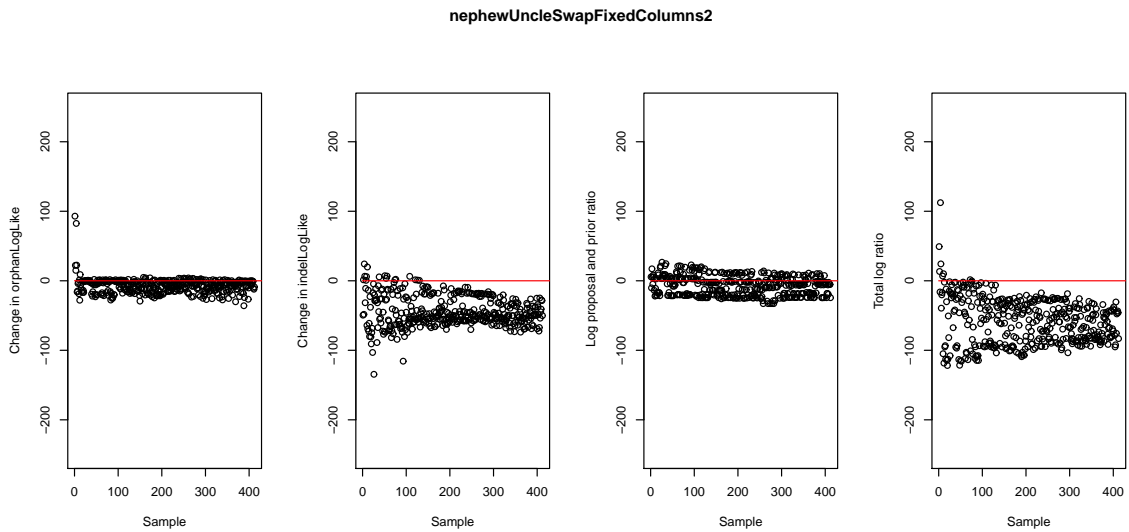 nephewUncleSwapFixedColumns2
Change in orphanLogLike
200
100
0
−100
−200
0 100 200 300 400
Sample
Change in indelLogLike
200
100
0
−100
−200
0 100 200 300 400
Sample
Log proposal and prior ratio
200
100
0
−100
−200
0 100 200 300 400
Sample
Total log ratio
200
100
0
−100
−200
0 100 200 300 400
Sample